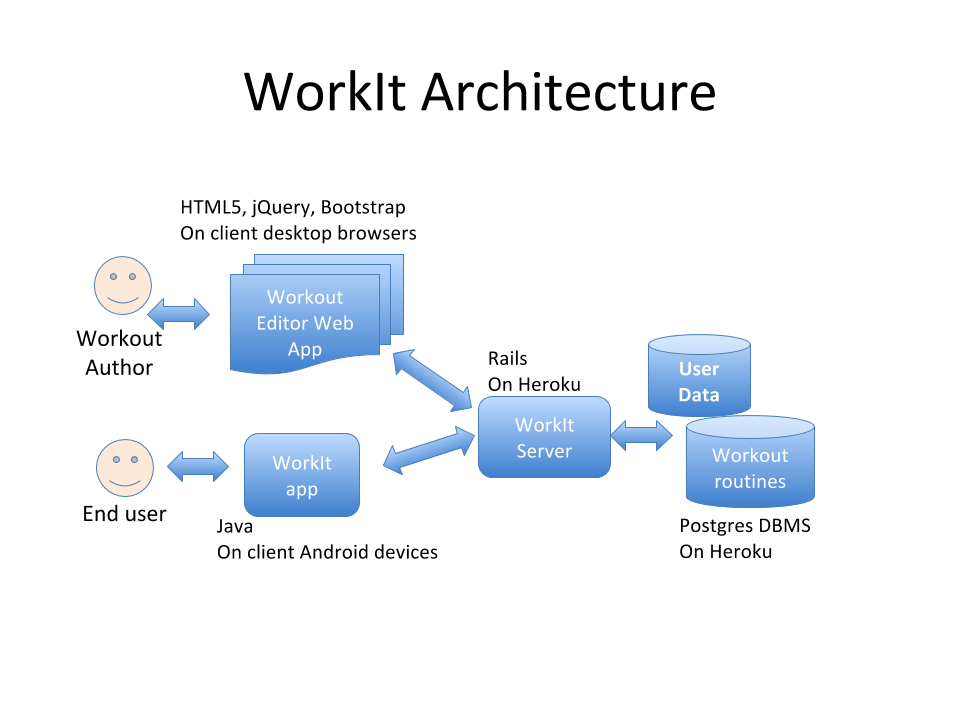 WorkIt Architecture
HTML5, jQuery, Bootstrap
On client desktop browsers
Workout
Editor Web
App
Workout
Author
Rails
On Heroku
User
Data
WorkIt
Server
Workout
routines
WorkIt
app
End user
Java
On client Android devices
Postgres DBMS
On Heroku